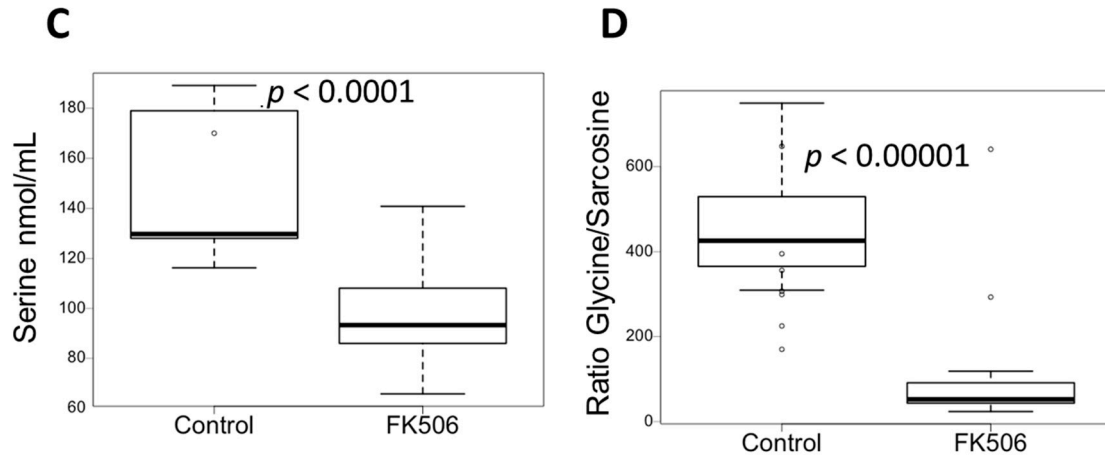 C
Serine nmol/mL
180
160
140
120
100
80
60
p < 0.0001
Control
FK506
D
Ratio Glycine/Sarcosine
600
400
200
0
p < 0.00001
Control
FK506